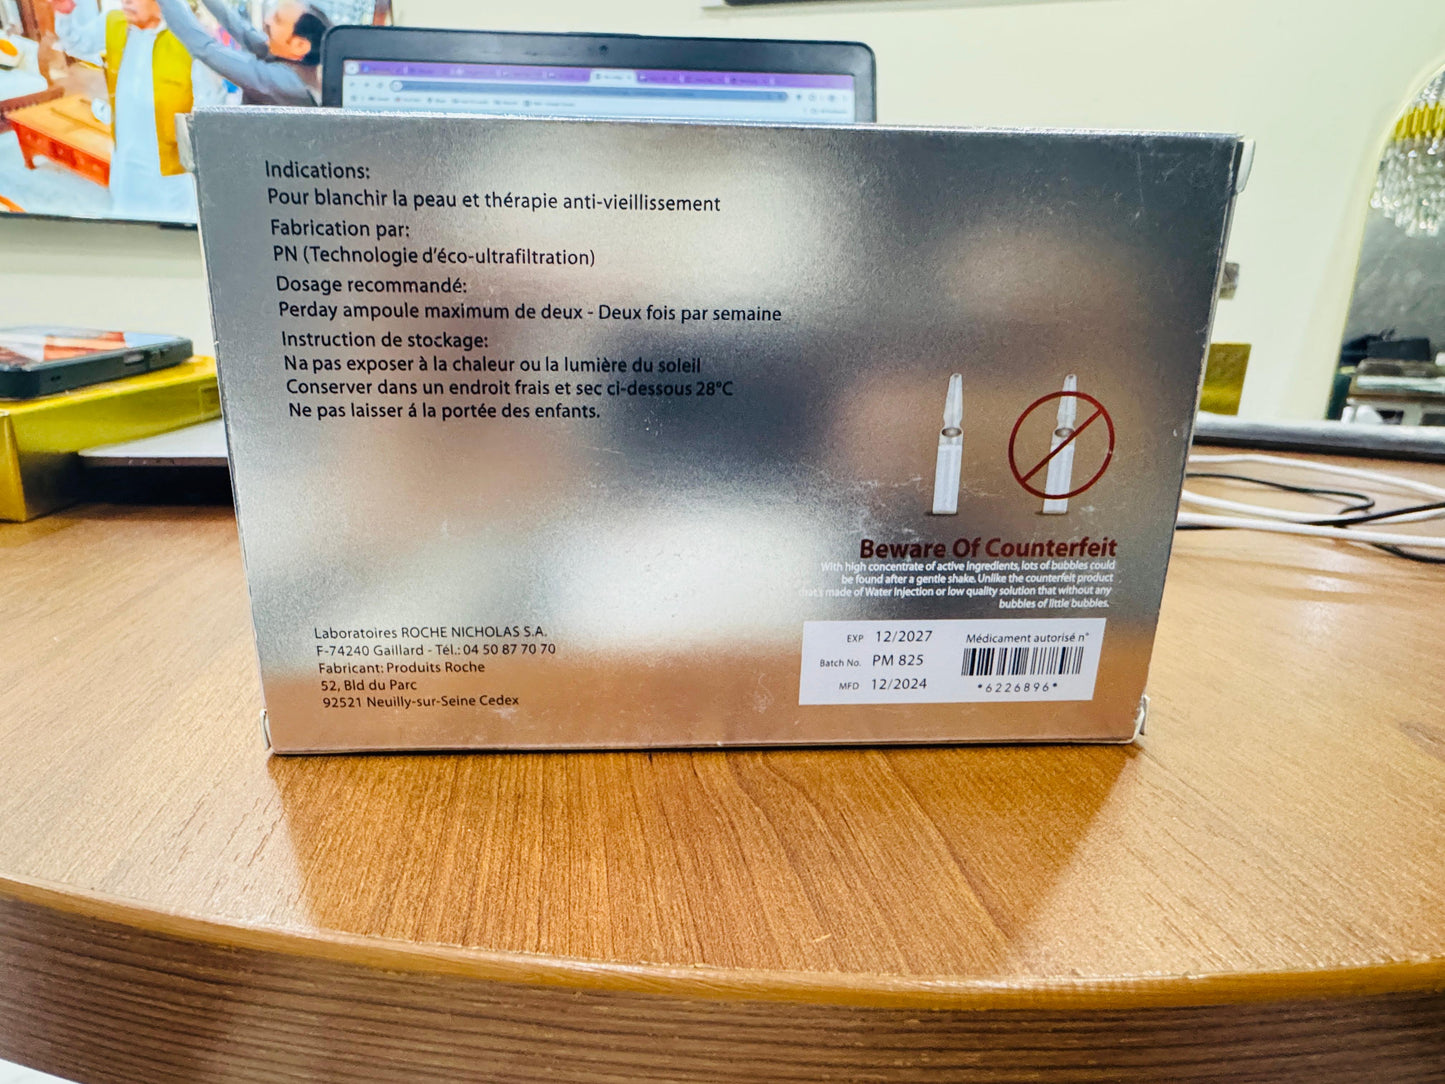 Indications:
Pour blanchir la peau et thérapie anti-vieillissement
Fabrication par:
PN (Technologie d'éco-ultrafiltration)
Dosage recommandé:
Perday ampoule maximum de deux - Deux fois par semaine
Instruction de stockage:
Na pas exposer à la chaleur ou la lumière du soleil
Conserver dans un endroit frais et sec ci-dessous 28°C
Ne pas laisser á la portée des enfants.
Beware Of Counterfeit
With high concentrate of active ingredients, lots of bubbles could
be found after a gentle shake. Unlike the counterfeit product
that's made of Water Injection or low quality solution that without any
bubbles of little bubbles.
Laboratoires ROCHE NICHOLAS S.A.
F-74240 Gaillard - Tél.: 04 50 87 70 70
Fabricant: Produits Roche
52, Bld du Parc
92521 Neuilly-sur-Seine Cedex
EXP 12/2027
Batch No. PM 825
MFD 12/2024
Médicament autorisé n°
*6226896*